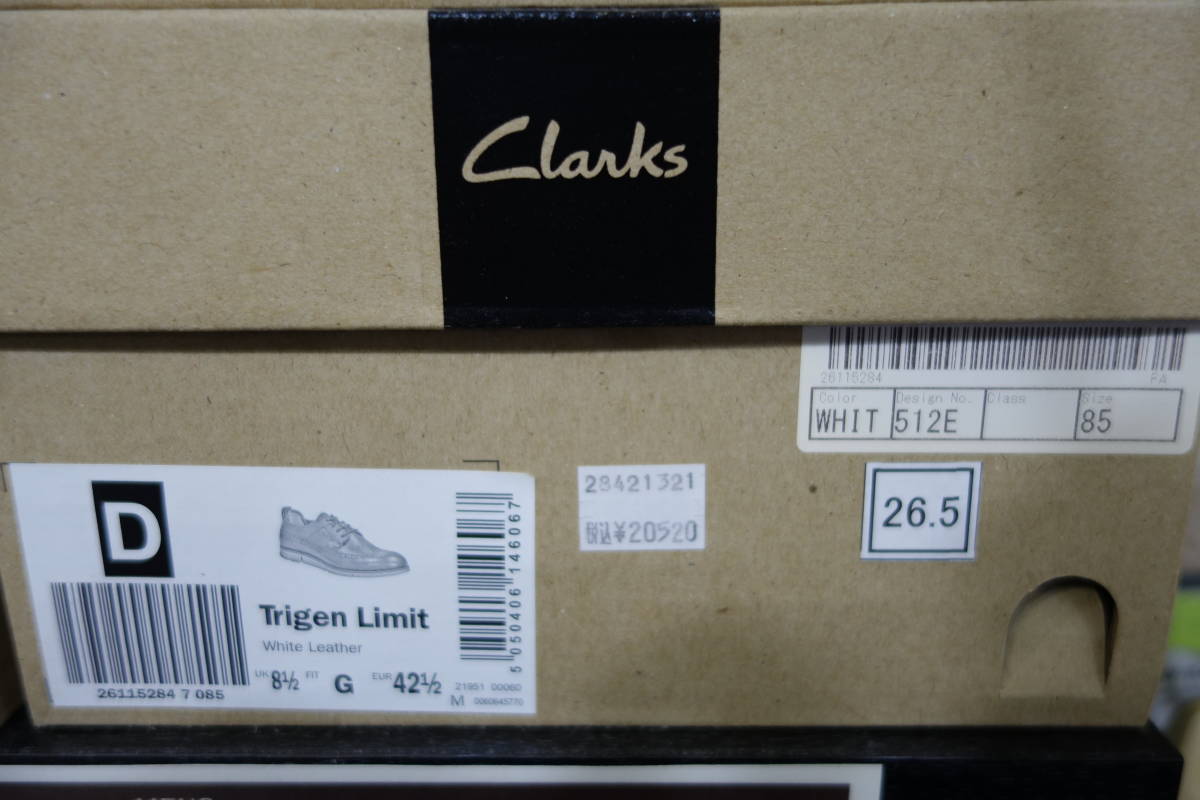 Clarks
26115284 FA
Color Design No. Class Size
WHIT 512E 85
D
Trigen Limit
White Leather
UK 8½ FIT G EUR 42½
26115284 7 085
5 050406 146067
21951 00060
M 0060645770
28421321
税込¥20520
26.5